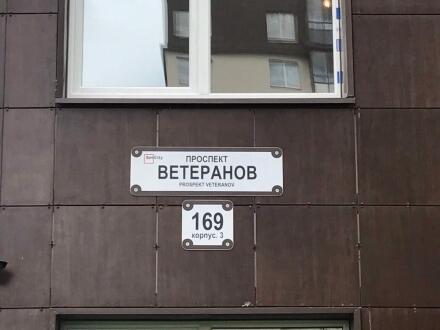 ПРОСПЕКТ
ВЕТЕРАНОВ
PROSPEKT VETERANOV
169
корпус. 3